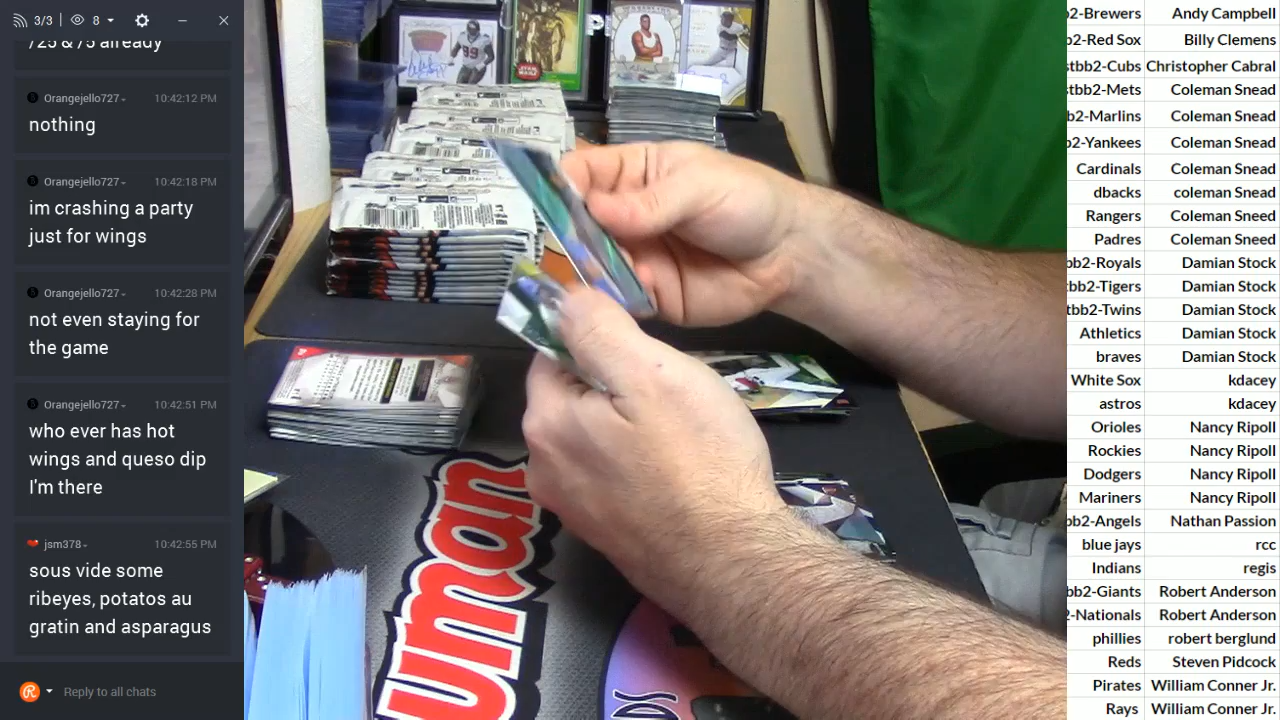 3/3 8
/25 & /5 already
Orangejello727 10:42:12 PM
nothing
Orangejello727
im crashing a party
just for wings
Orangejello727 10:42:28 PM
not even staying for
the game
Orangejello727 10:42:51 PM
who ever has hot
wings and queso dip
I'm there
jsm378 10:42:55 PM
sous vide some
ribeyes, potatos au
gratin and asparagus
Reply to all chats
STAR WARS
99
uman
b2-Brewers Andy Campbell
b2-Red Sox Billy Clemens
stbb2-Cubs Christopher Cabral
stbb2-Mets Coleman Snead
b2-Marlins Coleman Snead
b2-Yankees Coleman Snead
Cardinals Coleman Snead
dbacks coleman Snead
Rangers Coleman Sneed
Padres Coleman Sneed
bb2-Royals Damian Stock
bb2-Tigers Damian Stock
tbb2-Twins Damian Stock
Athletics Damian Stock
braves Damian Stock
White Sox kdacey
astros kdacey
Orioles Nancy Ripoll
Rockies Nancy Ripoll
Dodgers Nancy Ripoll
Mariners Nancy Ripoll
bb2-Angels Nathan Passion
blue jays rcc
Indians regis
bb2-Giants Robert Anderson
2-Nationals Robert Anderson
phillies robert berglund
Reds Steven Pidcock
Pirates William Conner Jr.
Rays William Conner Jr.